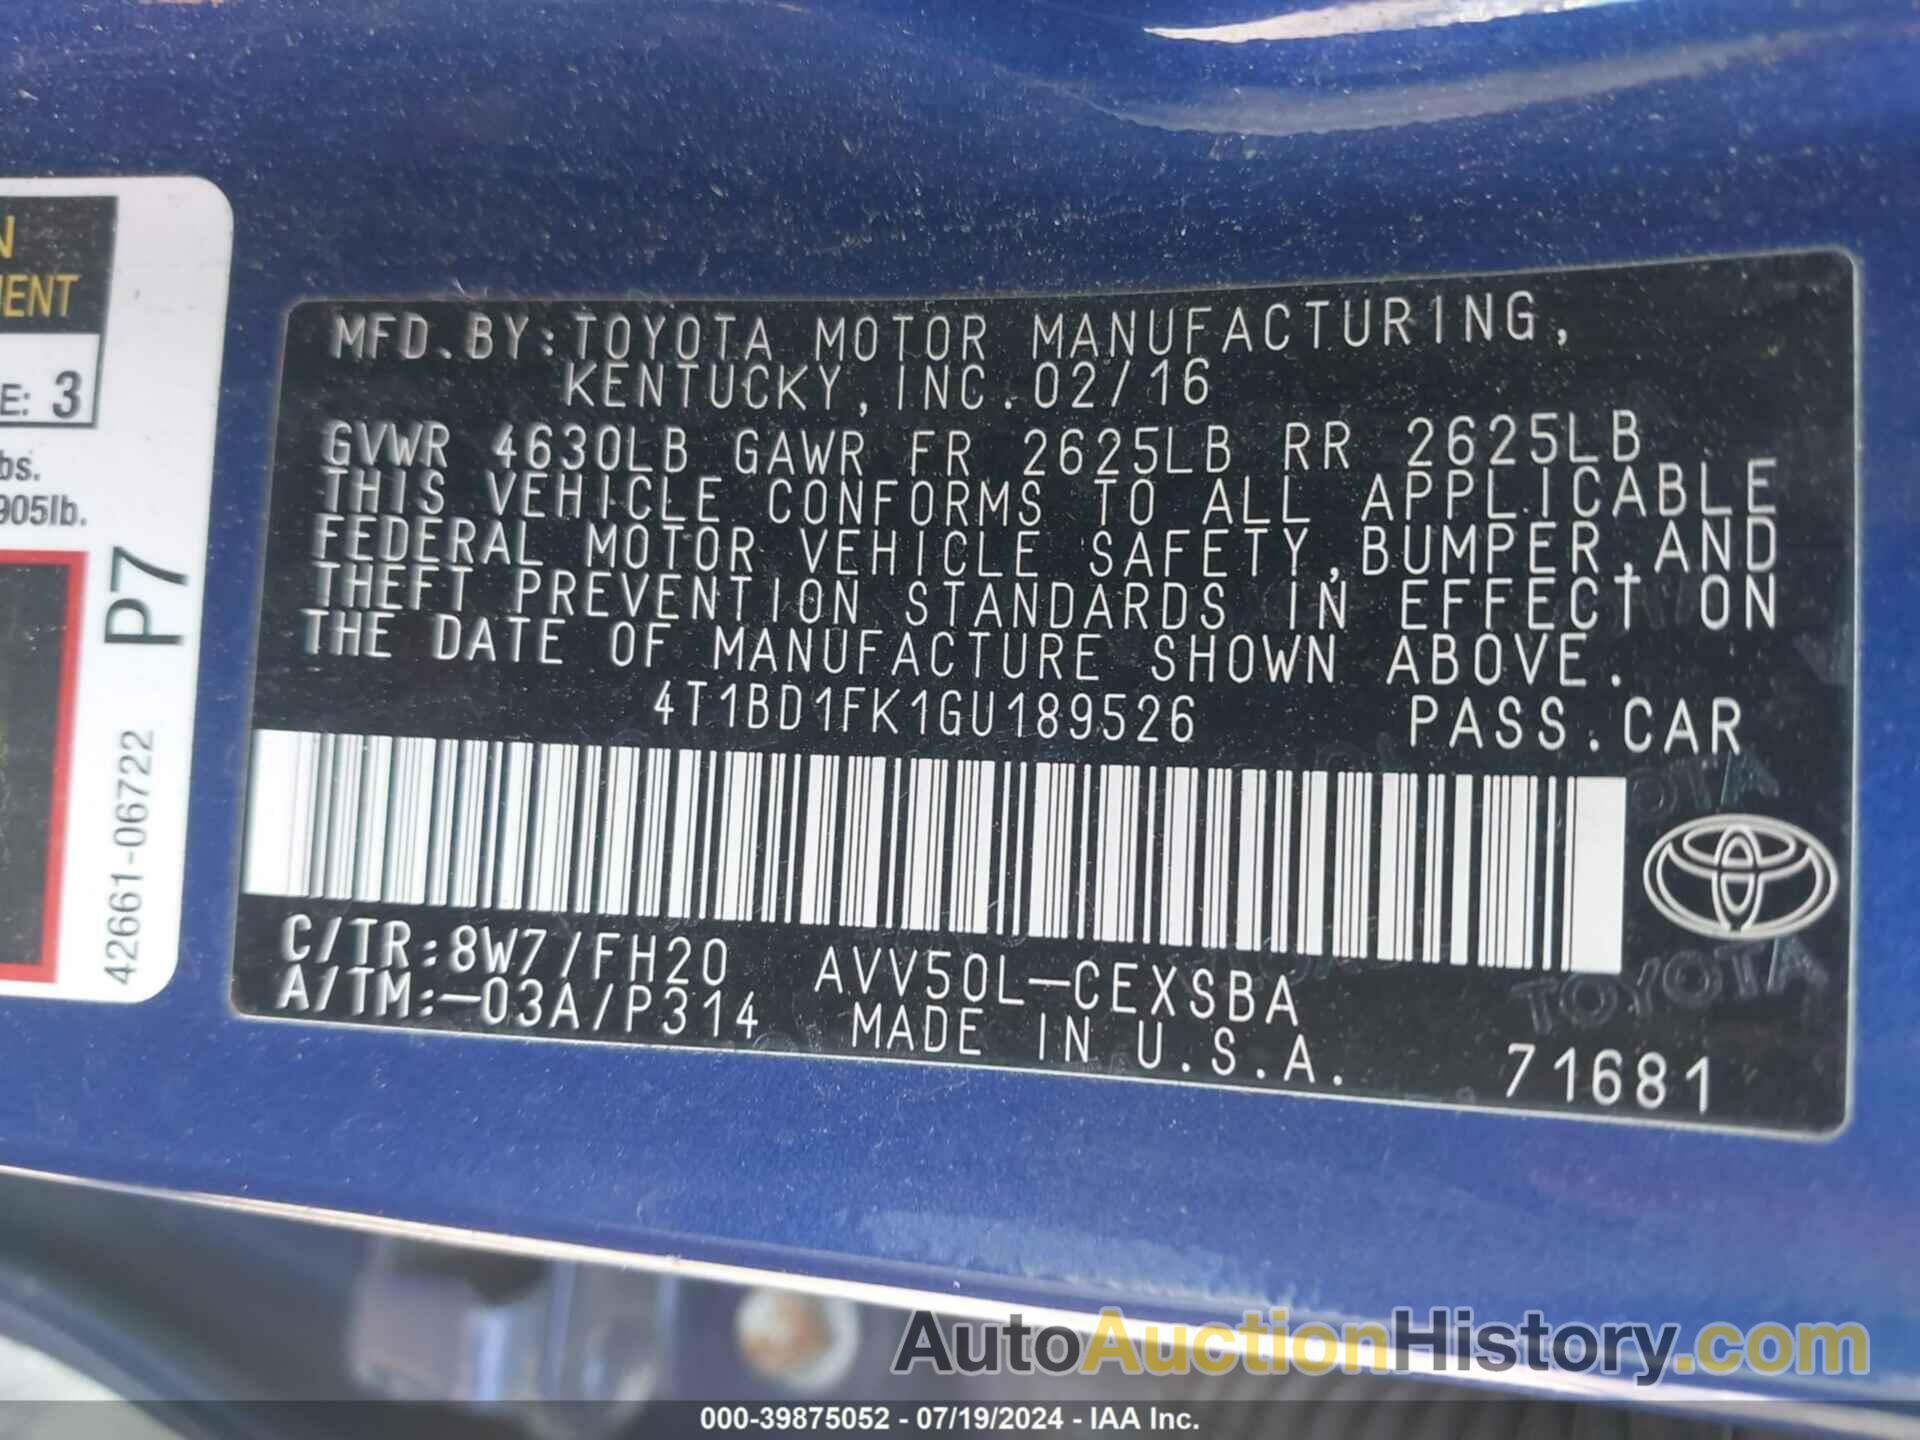 N
MENT
E: 3
bs.
905lb.
P7
42661-06722
MFD.BY:TOYOTA MOTOR MANUFACTURING,
KENTUCKY,INC.02/16
GVWR 4630LB GAWR FR 2625LB RR 2625LB
THIS VEHICLE CONFORMS TO ALL APPLICABLE
FEDERAL MOTOR VEHICLE SAFETY,BUMPER,AND
THEFT PREVENTION STANDARDS IN EFFECT ON
THE DATE OF MANUFACTURE SHOWN ABOVE.
4T1BD1FK1GU189526 PASS.CAR
C/TR:8W7/FH20 AVV50L-CEXSBA
A/TM:-03A/P314 MADE IN U.S.A. 71681
TOYOTA
AutoAuctionHistory.com
000-39875052 - 07/19/2024 - IAA Inc.